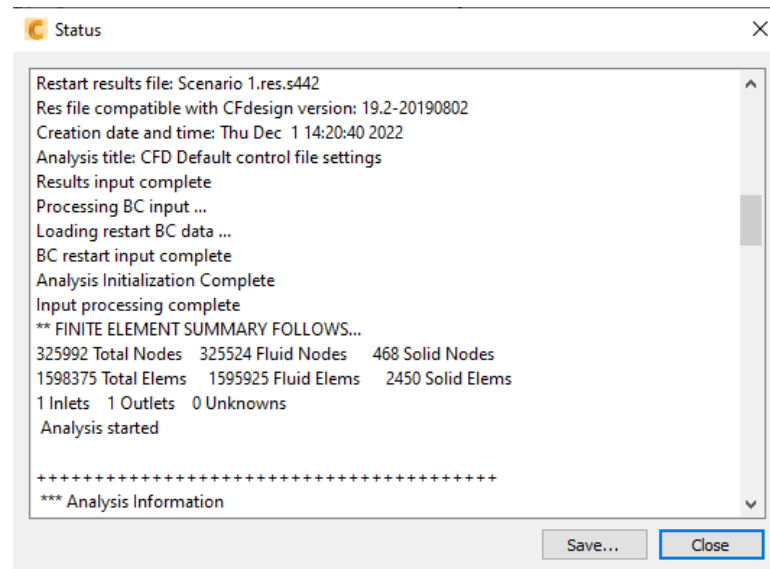 Status
Restart results file: Scenario 1.res.s442
Res file compatible with CFdesign version: 19.2-20190802
Creation date and time: Thu Dec  1 14:20:40 2022
Analysis title: CFD Default control file settings
Results input complete
Processing BC input ...
Loading restart BC data ...
BC restart input complete
Analysis Initialization Complete
Input processing complete
** FINITE ELEMENT SUMMARY FOLLOWS...
325992 Total Nodes   325524 Fluid Nodes     468 Solid Nodes
1598375 Total Elems    1595925 Fluid Elems     2450 Solid Elems
1 Inlets   1 Outlets   0 Unknowns
Analysis started
++++++++++++++++++++++++++++++++++++++++
*** Analysis Information
Save... Close